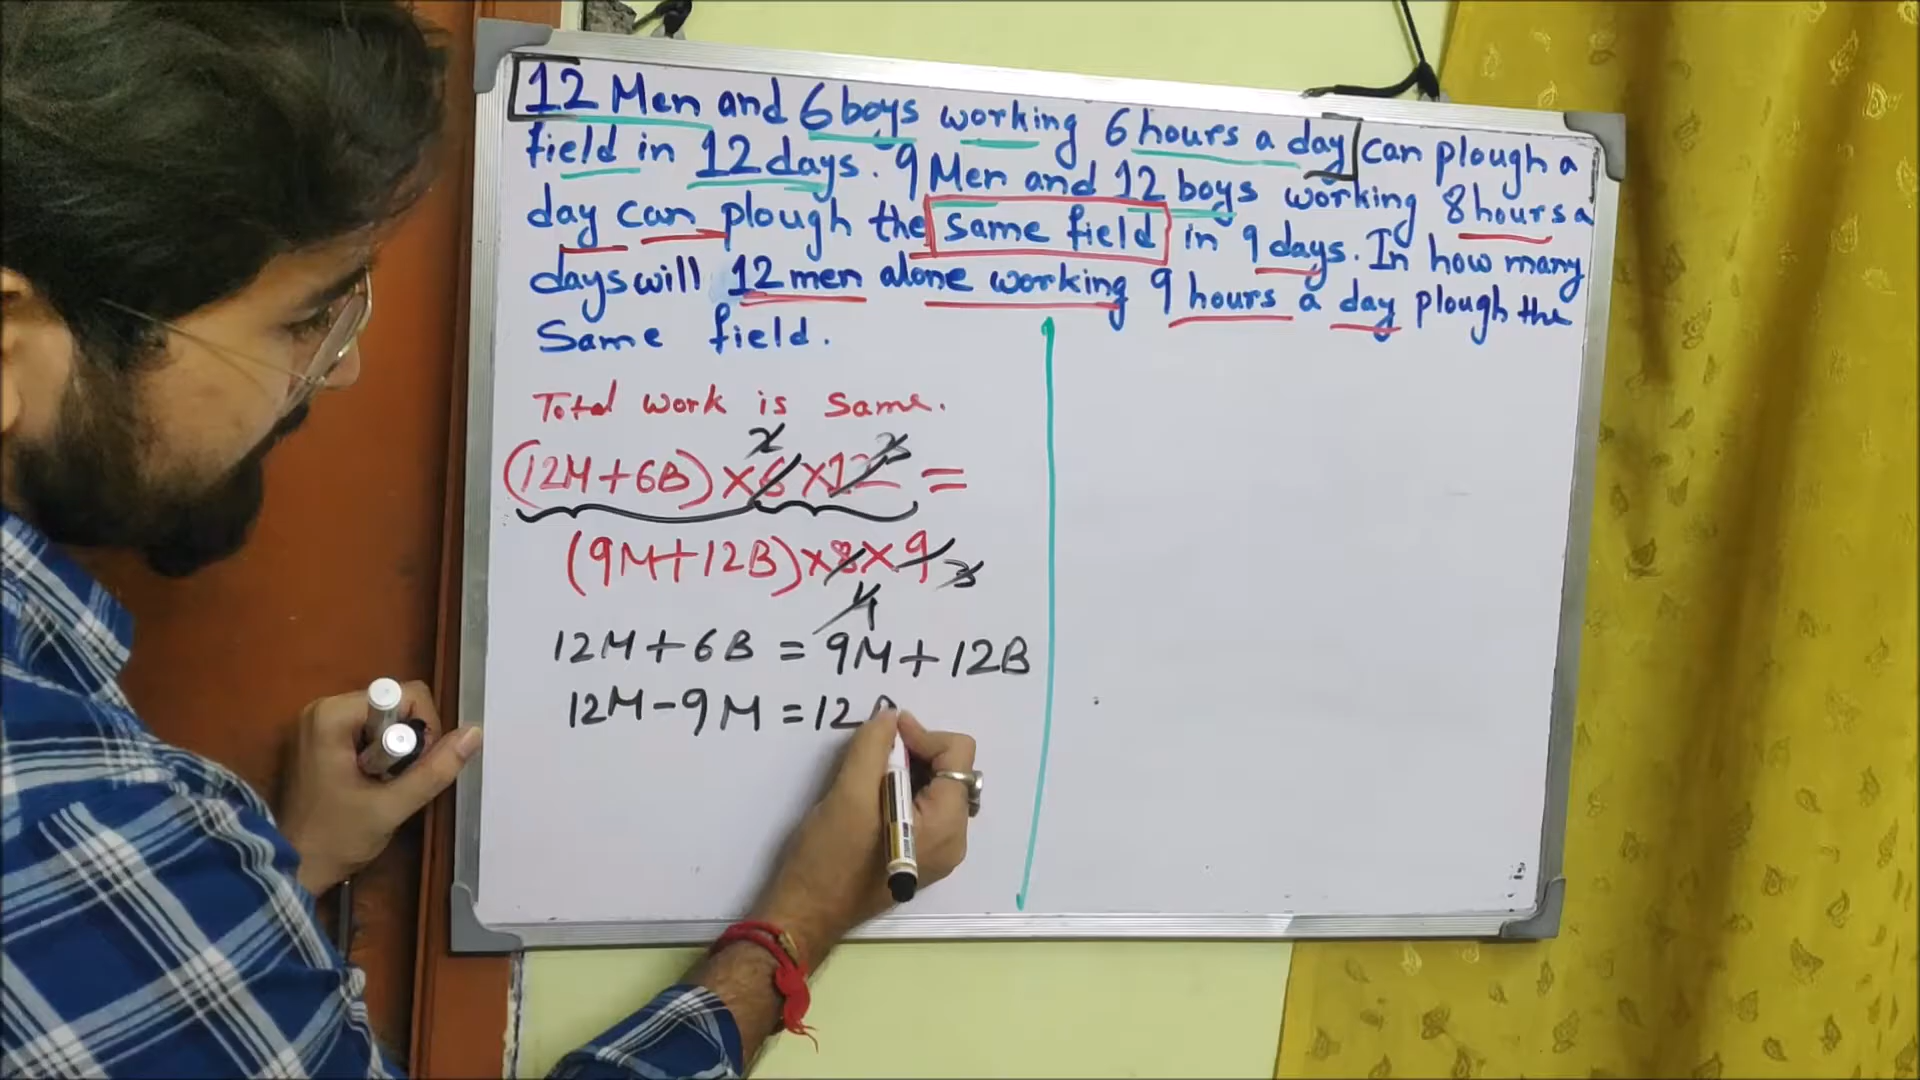 12 Men and 6 boys working 6 hours a day can plough a
field in 12 days. 9 Men and 12 boys working 8 hours a
day can plough the same field in 9 days. In how many
days will 12 men alone working 9 hours a day plough the
Same field.
Total work is same.
(12M+6B)×6×12=
(9M+12B)×8×9
3
4
12M+6B=9M+12B
12M-9M=12